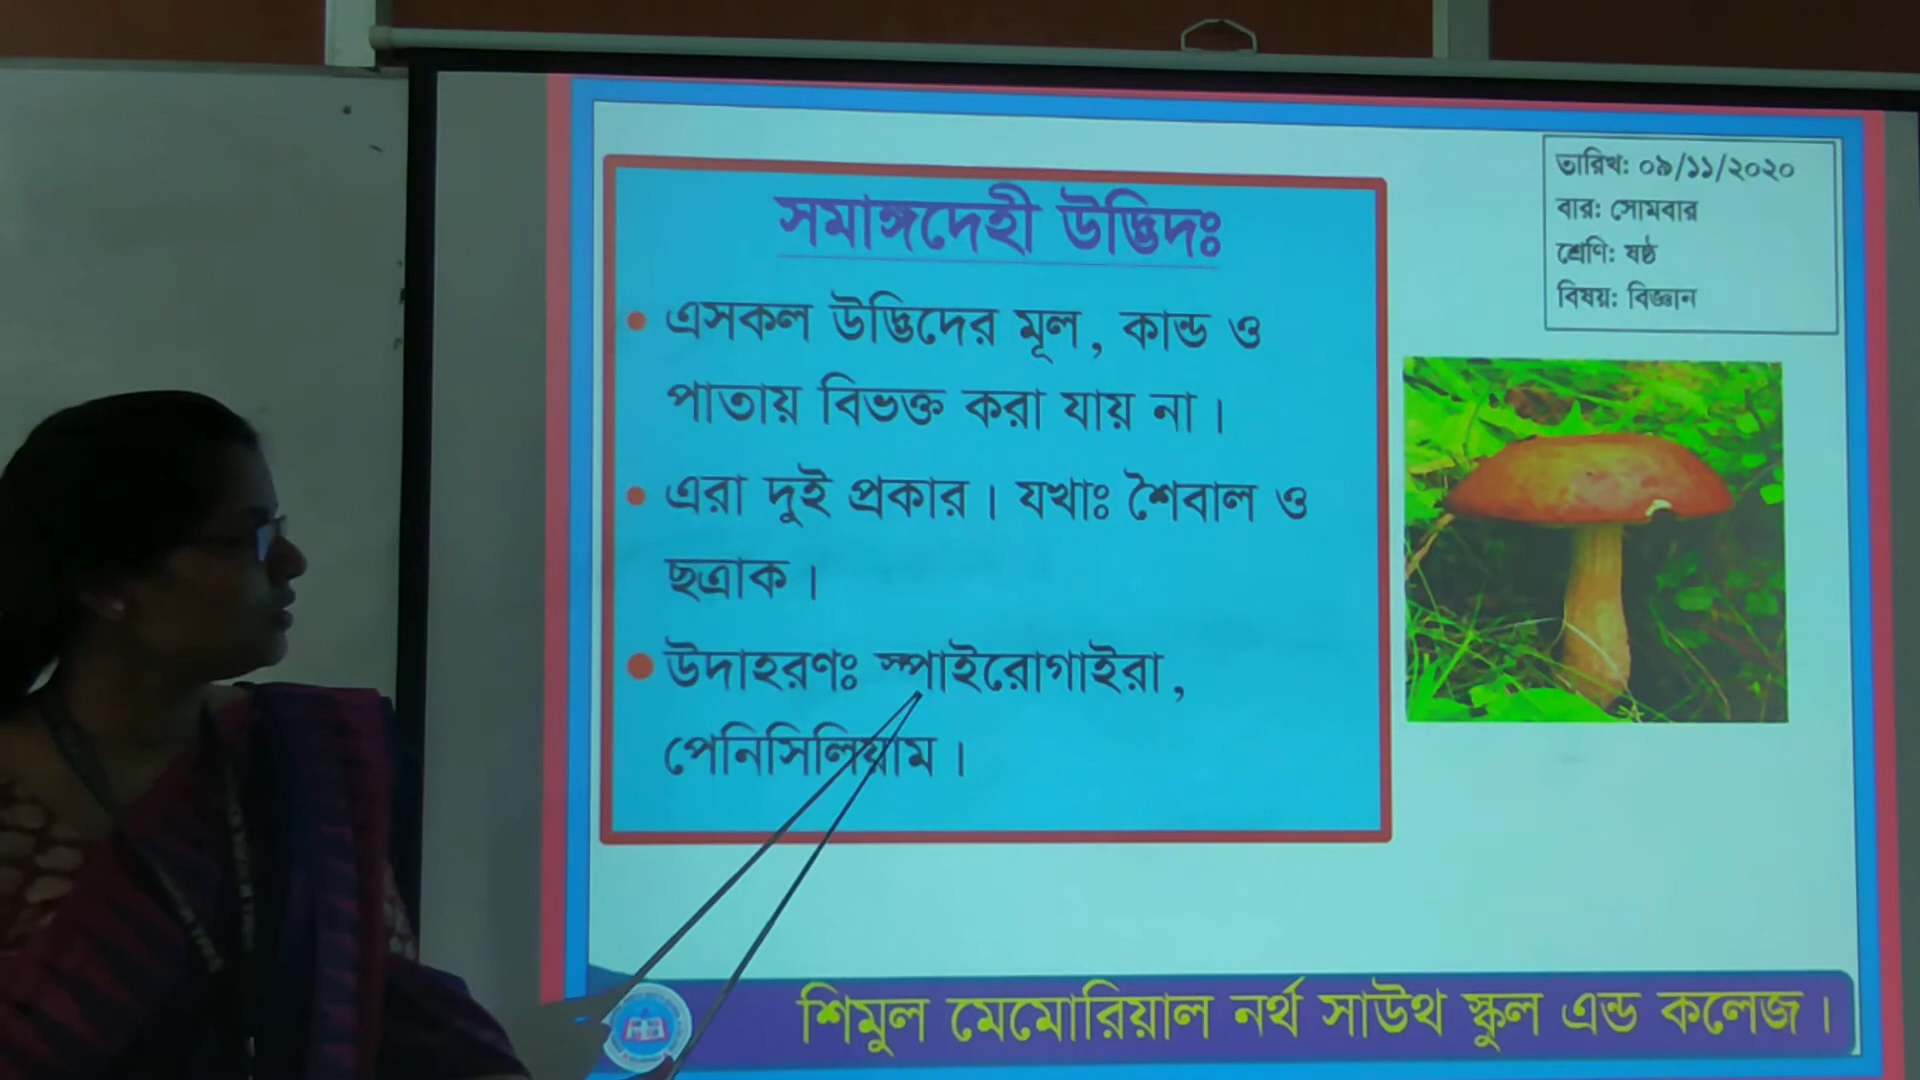 সমাঙ্গদেহী উদ্ভিদঃ
এসকল উদ্ভিদের মূল, কান্ড ও
পাতায় বিভক্ত করা যায় না।
এরা দুই প্রকার। যখাঃ শৈবাল ও
ছত্রাক।
উদাহরণঃ স্পাইরোগাইরা,
পেনিসিলিয়াম।
তারিখ: ০৯/১১/২০২০
বার: সোমবার
শ্রেণি: ষষ্ঠ
বিষয়: বিজ্ঞান
শিমুল মেমোরিয়াল নর্থ সাউথ স্কুল এন্ড কলেজ।